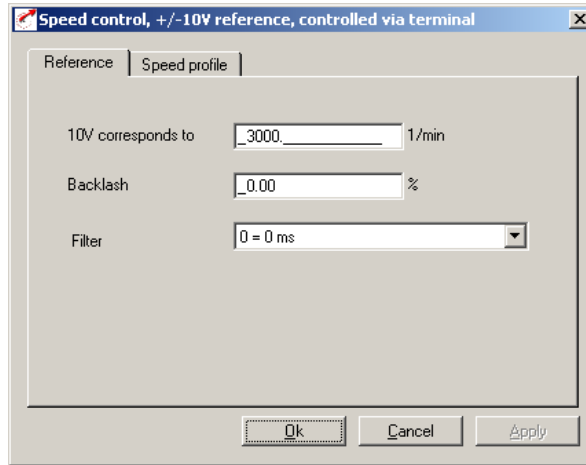 Speed control, +/-10V reference, controlled via terminal
Reference Speed profile
10V corresponds to _3000.______________ 1/min
Backlash _0.00 %
Filter 0 = 0 ms
Ok Cancel Apply